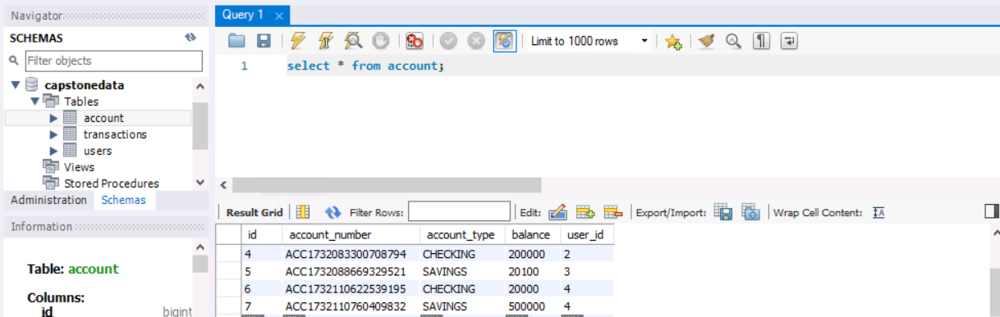 Navigator
SCHEMAS
Filter objects
capstonedata
Tables
account
transactions
users
Views
Stored Procedures
Administration Schemas
Information
Table: account
Columns:
id bigint
Query 1
Limit to 1000 rows
1 select * from account;
Result Grid Filter Rows: Edit: Export/Import: Wrap Cell Content:
id account_number account_type balance user_id
4 ACC1732083300708794 CHECKING 200000 2
5 ACC1732088669329521 SAVINGS 20100 3
6 ACC1732110622539195 CHECKING 20000 4
7 ACC1732110760409832 SAVINGS 500000 4